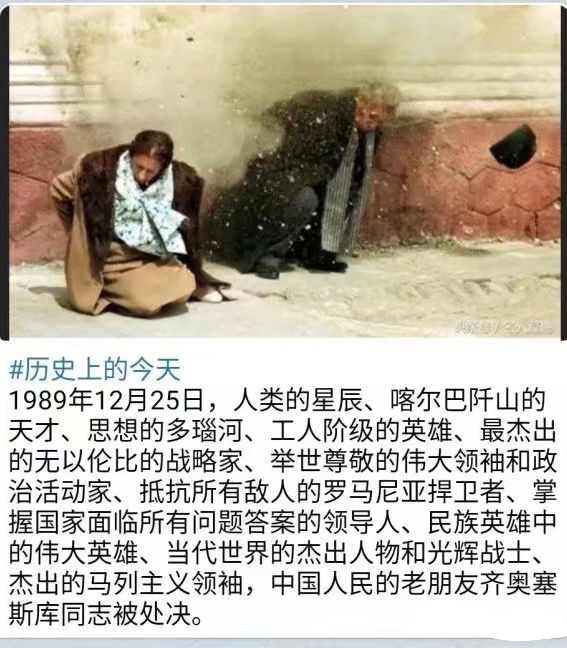 #历史上的今天
1989年12月25日，人类的星辰、喀尔巴阡山的
天才、思想的多瑙河、工人阶级的英雄、最杰出
的无以伦比的战略家、举世尊敬的伟大领袖和政
治活动家、抵抗所有敌人的罗马尼亚捍卫者、掌
握国家面临所有问题答案的领导人、民族英雄中
的伟大英雄、当代世界的杰出人物和光辉战士、
杰出的马列主义领袖，中国人民的老朋友齐奥塞
斯库同志被处决。